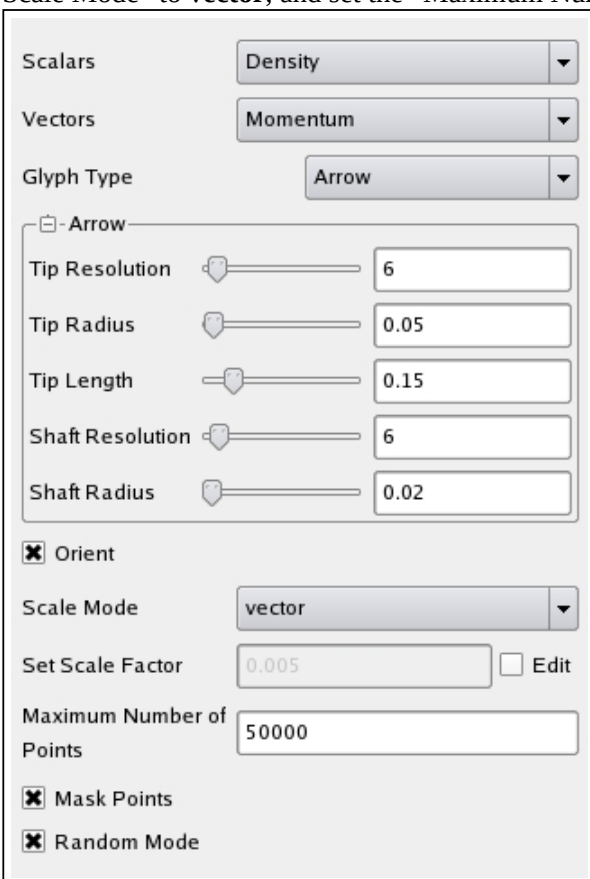 Scale Mode" to vector, and set the "Maximum Nu
Scalars Density
Vectors Momentum
Glyph Type Arrow
Arrow
Tip Resolution 6
Tip Radius 0.05
Tip Length 0.15
Shaft Resolution 6
Shaft Radius 0.02
Orient
Scale Mode vector
Set Scale Factor 0.005 Edit
Maximum Number of
Points 50000
Mask Points
Random Mode